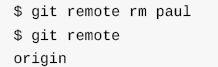 $ git remote rm paul
$ git remote
origin